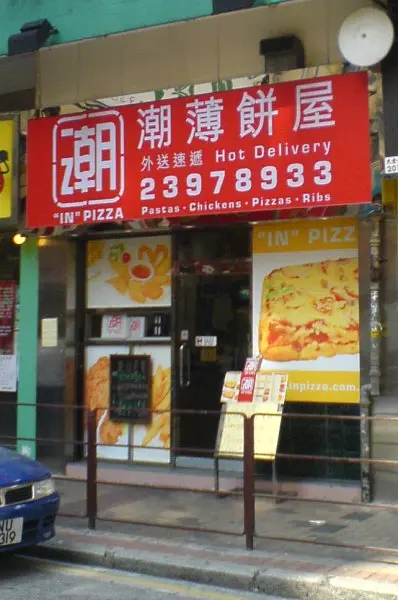 潮
"IN" PIZZA
潮薄餅屋
外送速遞 Hot Delivery
23978933
Pastas · Chickens · Pizzas · Ribs
"IN" PIZZ
inpizza.com